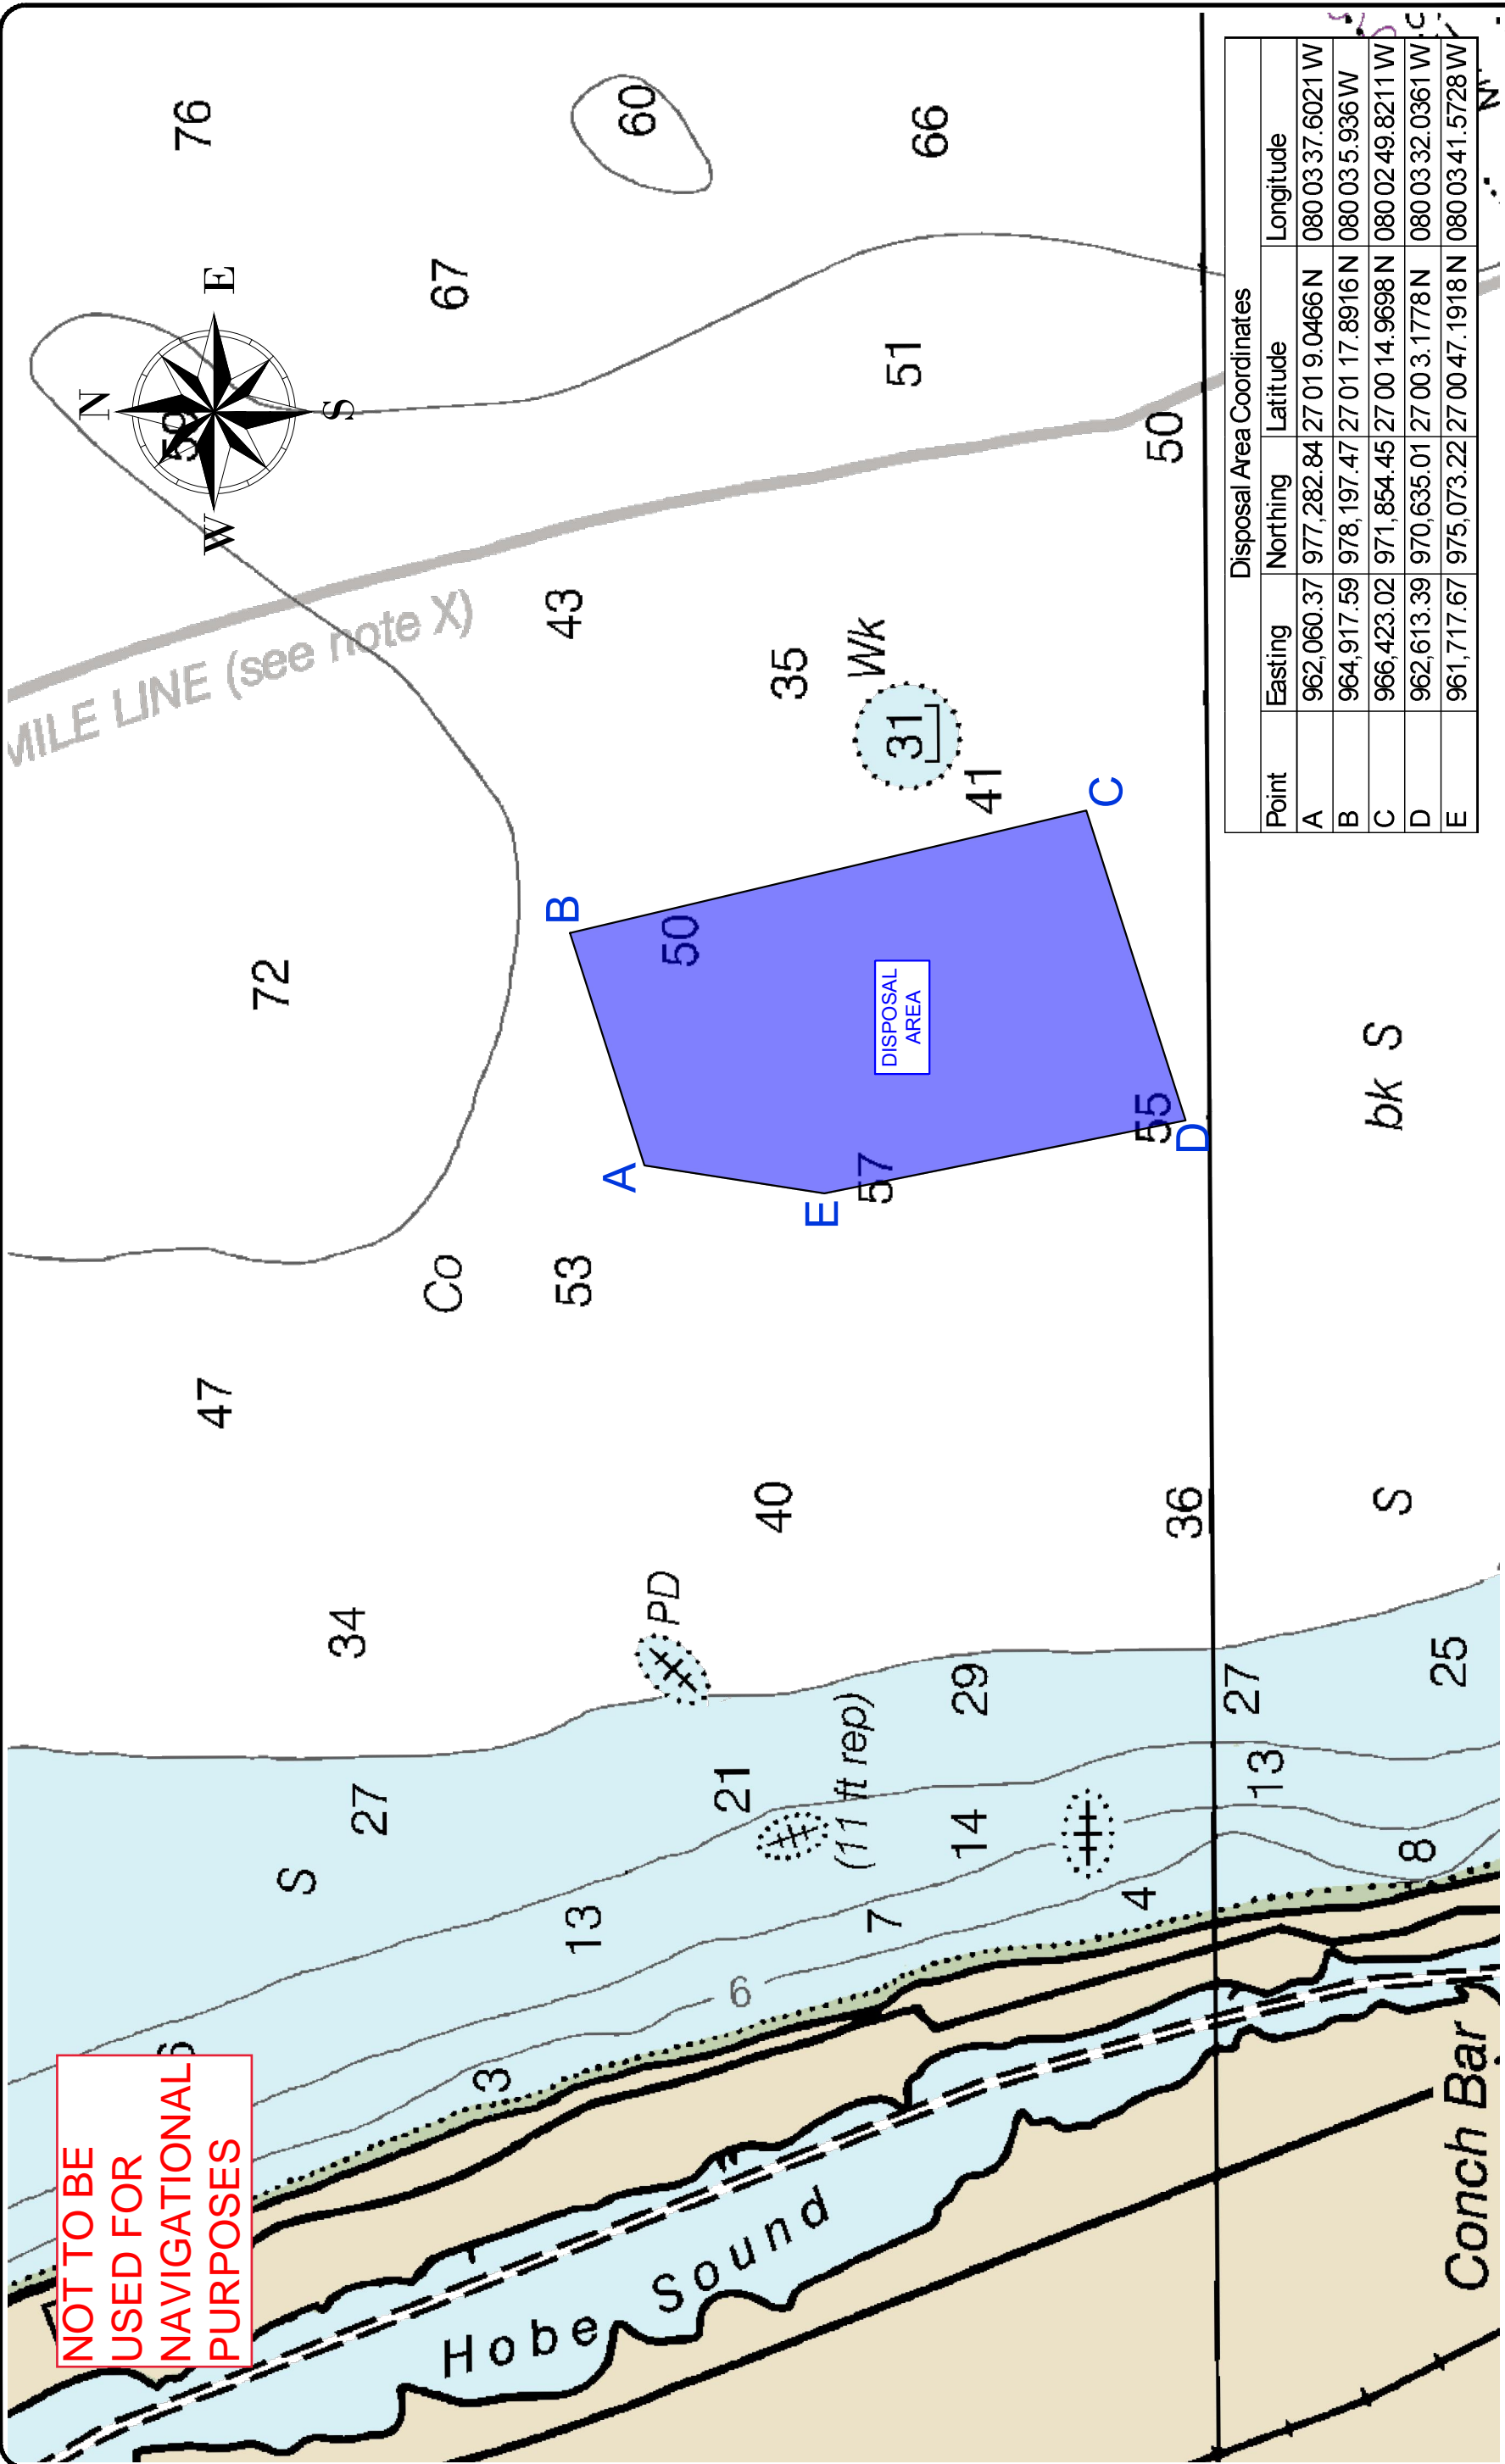 NOT TO BE
USED FOR
NAVIGATIONAL
PURPOSES
MILE LINE (see note X)
N
W
E
S
76
60
66
67
59
51
50
43
35
Wk
31
41
72
B
50
C
DISPOSAL
AREA
A
57
55
D
E
Co
53
bk S
47
40
36
S
34
PD
27
21
(11 ft rep)
29
27
25
S
13
14
13
7
4
8
6
3
Hobe Sound
Conch Bar
Disposal Area Coordinates
Point Easting Northing Latitude Longitude
A 962,060.37 977,282.84 27 01 9.0466 N 080 03 37.6021 W
B 964,917.59 978,197.47 27 01 17.8916 N 080 03 5.936 W
C 966,423.02 971,854.45 27 00 14.9698 N 080 02 49.8211 W
D 962,613.39 970,635.01 27 00 3.1778 N 080 03 32.0361 W
E 961,717.67 975,073.22 27 00 47.1918 N 080 03 41.5728 W